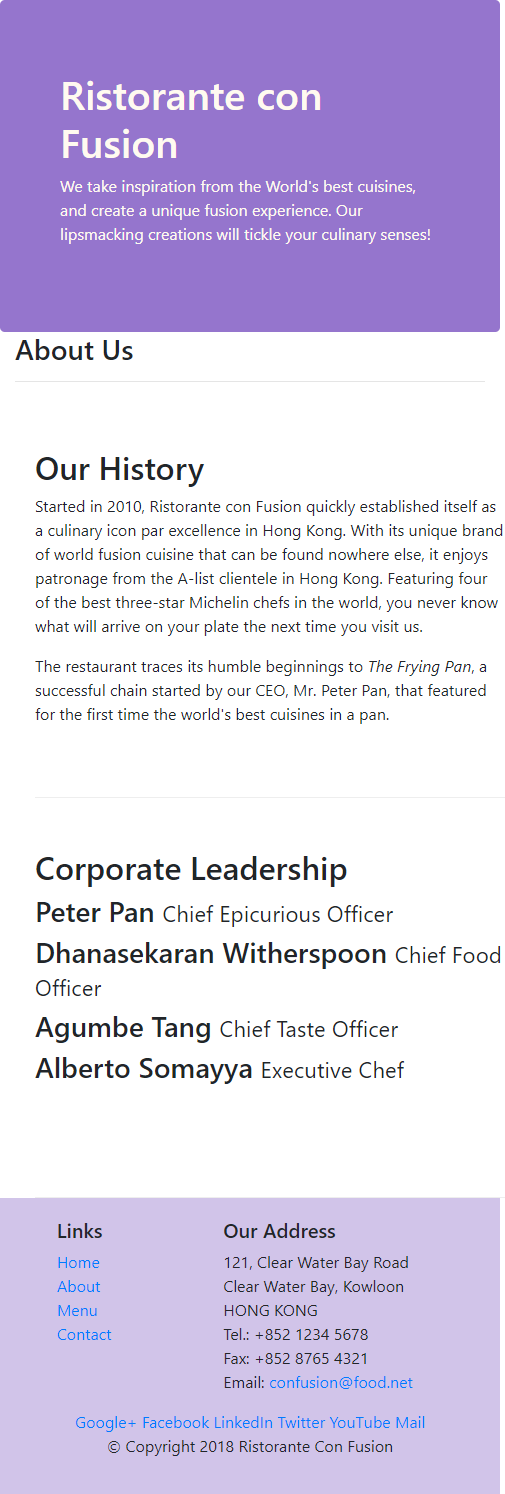 Ristorante con
Fusion
We take inspiration from the World's best cuisines,
and create a unique fusion experience. Our
lipsmacking creations will tickle your culinary senses!
About Us
Our History
Started in 2010, Ristorante con Fusion quickly established itself as
a culinary icon par excellence in Hong Kong. With its unique brand
of world fusion cuisine that can be found nowhere else, it enjoys
patronage from the A-list clientele in Hong Kong. Featuring four
of the best three-star Michelin chefs in the world, you never know
what will arrive on your plate the next time you visit us.
The restaurant traces its humble beginnings to The Frying Pan, a
successful chain started by our CEO, Mr. Peter Pan, that featured
for the first time the world's best cuisines in a pan.
Corporate Leadership
Peter Pan Chief Epicurious Officer
Dhanasekaran Witherspoon Chief Food
Officer
Agumbe Tang Chief Taste Officer
Alberto Somayya Executive Chef
Links
Home
About
Menu
Contact
Our Address
121, Clear Water Bay Road
Clear Water Bay, Kowloon
HONG KONG
Tel.: +852 1234 5678
Fax: +852 8765 4321
Email: confusion@food.net
Google+ Facebook LinkedIn Twitter YouTube Mail
© Copyright 2018 Ristorante Con Fusion